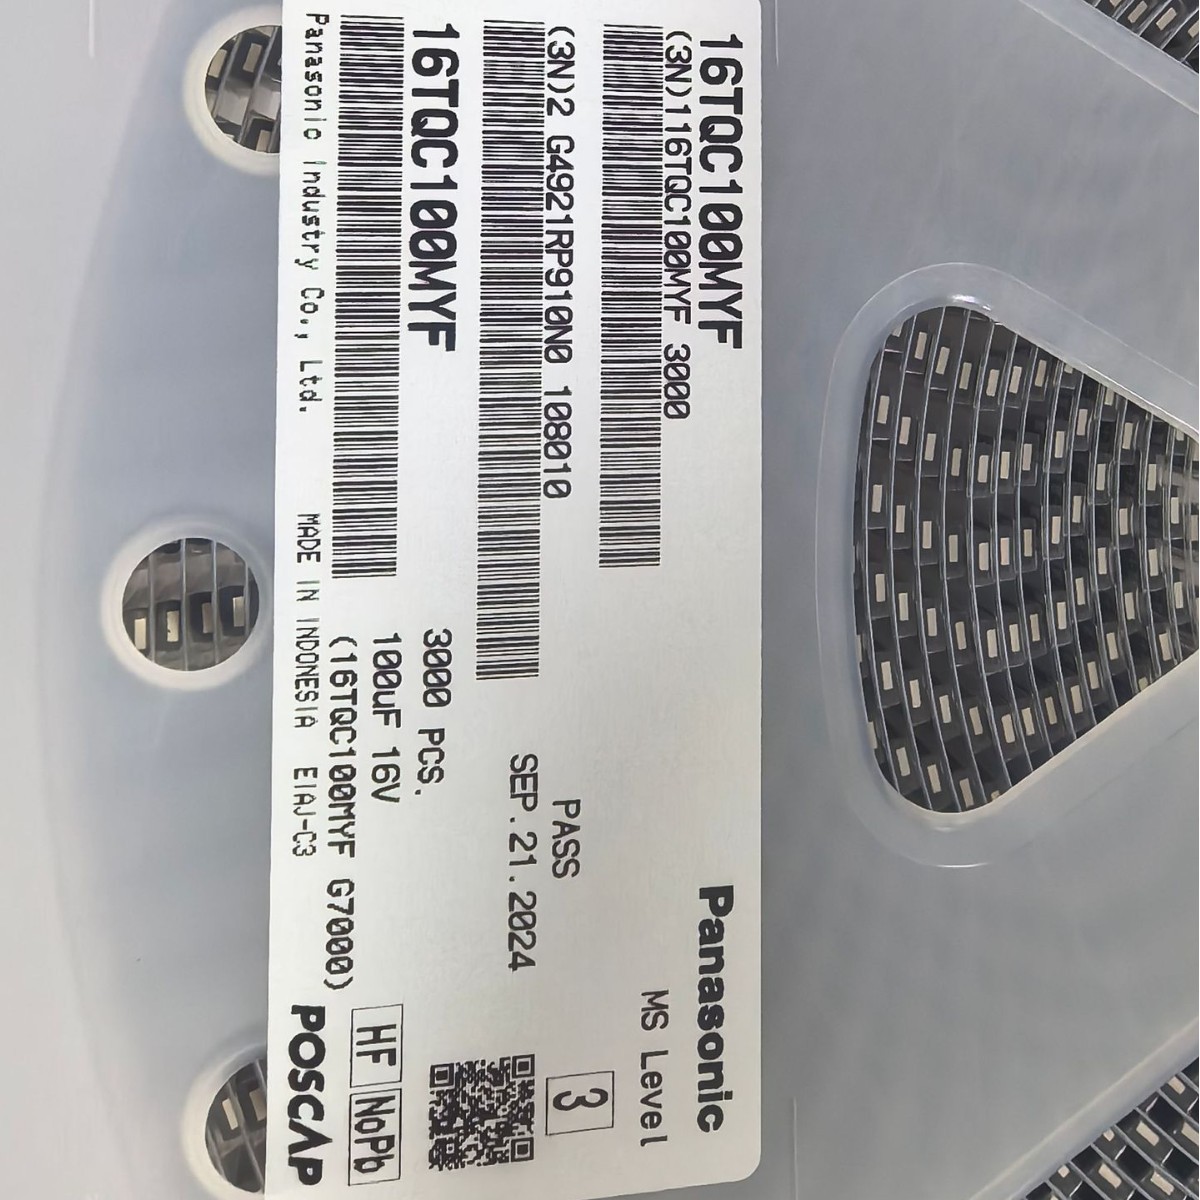 16TQC100MYF
Panasonic
(3N)116TQC100MYF 3000
MS Level
3
(3N)2 G4921RP910N0 108010
PASS
SEP.21.2024
16TQC100MYF
3000 PCS.
100uF 16V
(16TQC100MYF G7000)
HF
NoPb
Panasonic Industry Co., Ltd.
MADE IN INDONESIA
EIAJ-C3
POSCAP